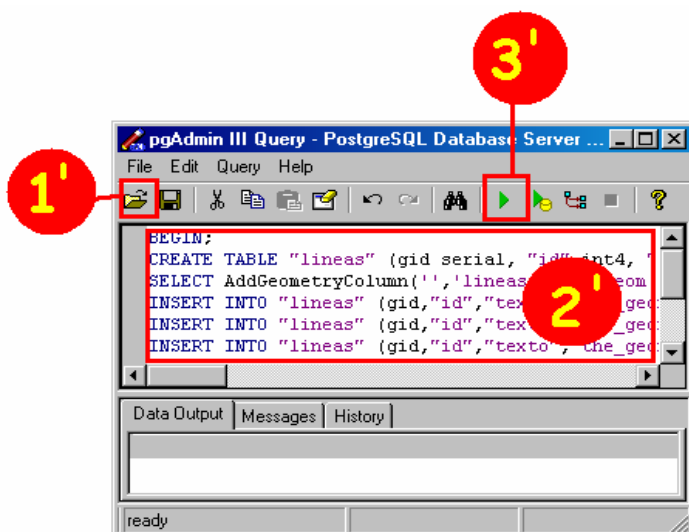 3'
pgAdmin III Query - PostgreSQL Database Server ...
File Edit Query Help
1'
BEGIN;
CREATE TABLE "lineas" (gid serial, "id" int4, "
SELECT AddGeometryColumn('','lineas
INSERT INTO "lineas" (gid,"id","texto
INSERT INTO "lineas" (gid,"id","texto
INSERT INTO "lineas" (gid,"id","texto", the_geo
2'
Data Output Messages History
ready